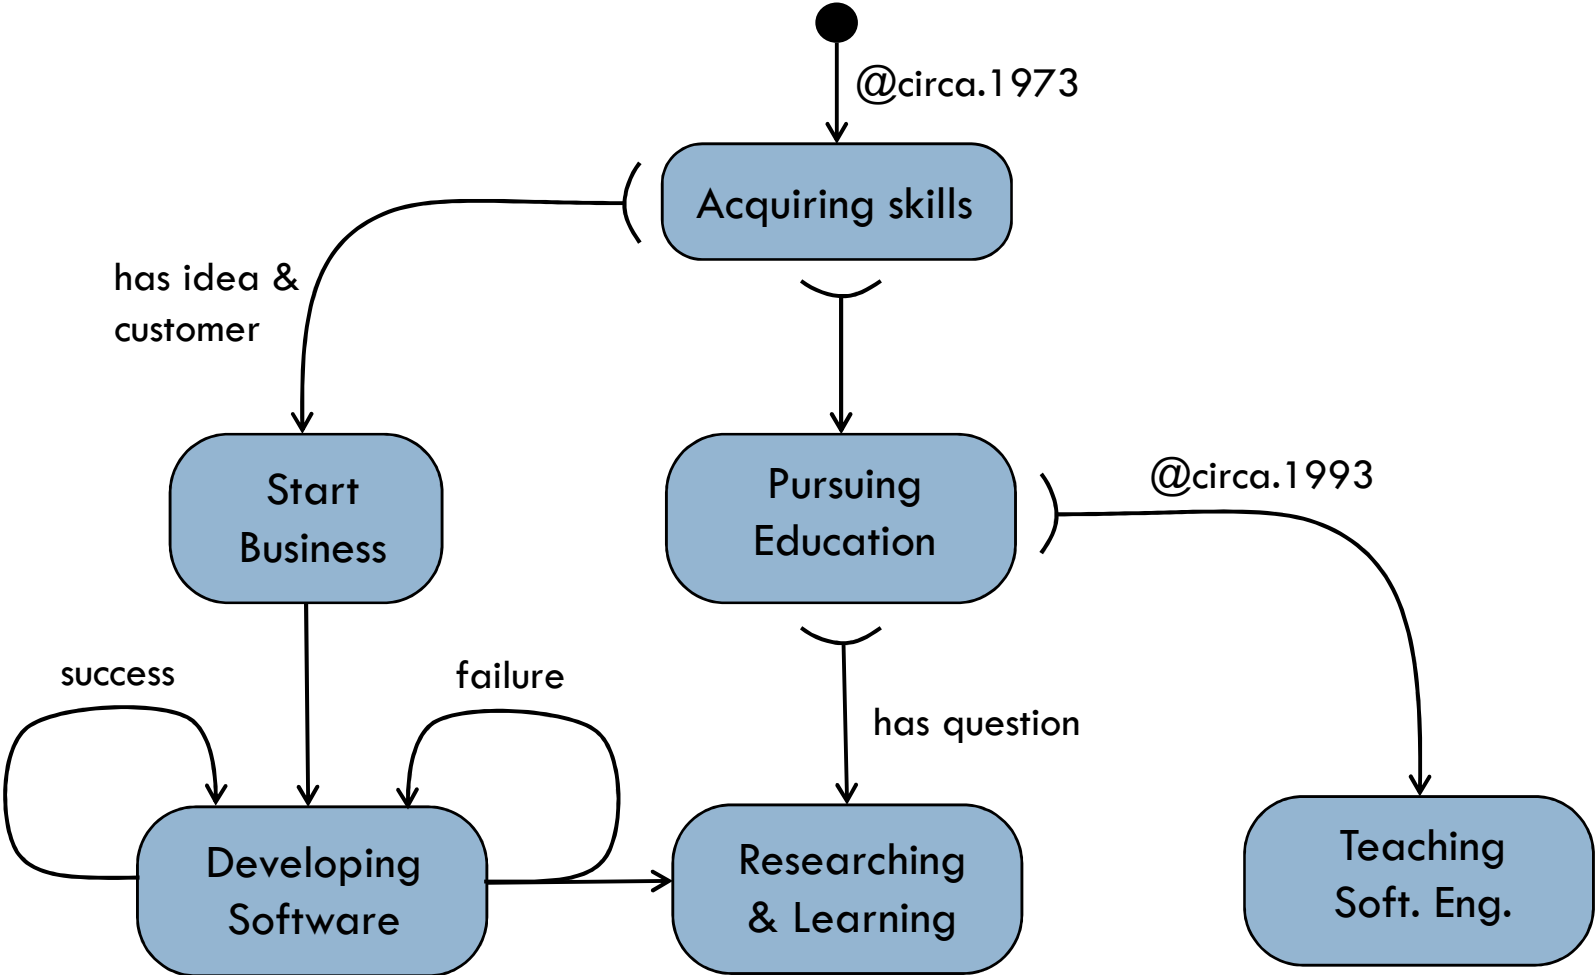 @circa.1973
Acquiring skills
has idea &
customer
Start
Business
Pursuing
Education
@circa.1993
success
failure
has question
Developing
Software
Researching
& Learning
Teaching
Soft. Eng.